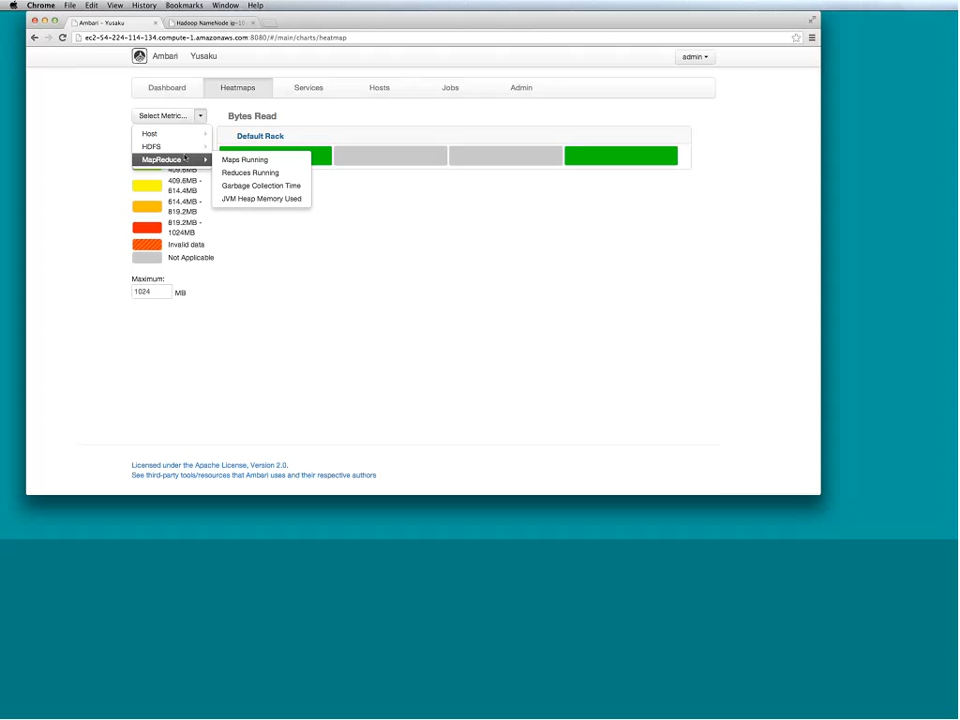 Chrome File Edit View History Bookmarks Window Help
Ambari - Yusaku
Hadoop NameNode ip-10-
ec2-54-224-114-134.compute-1.amazonaws.com:8080/#/main/charts/heatmap
Ambari Yusaku admin
Dashboard Heatmaps Services Hosts Jobs Admin
Select Metric... Bytes Read
Host
HDFS
MapReduce
Default Rack
Maps Running
Reduces Running
Garbage Collection Time
JVM Heap Memory Used
409.6MB
409.6MB -
614.4MB
614.4MB -
819.2MB
819.2MB -
1024MB
Invalid data
Not Applicable
Maximum:
1024 MB
Licensed under the Apache License, Version 2.0.
See third-party tools/resources that Ambari uses and their respective authors